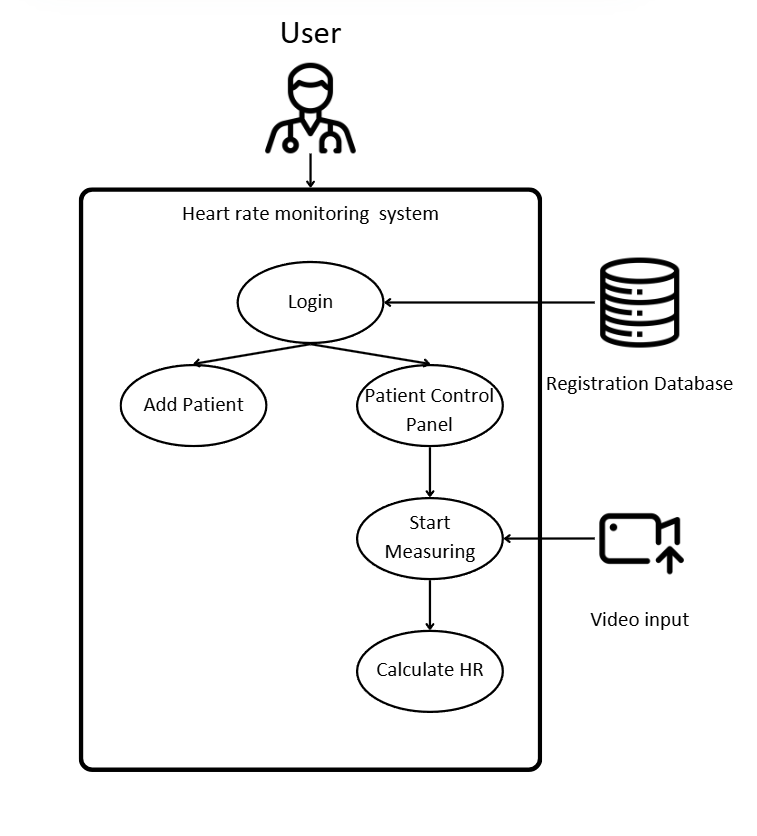 User
Heart rate monitoring system
Login
Registration Database
Add Patient
Patient Control
Panel
Start
Measuring
Video input
Calculate HR